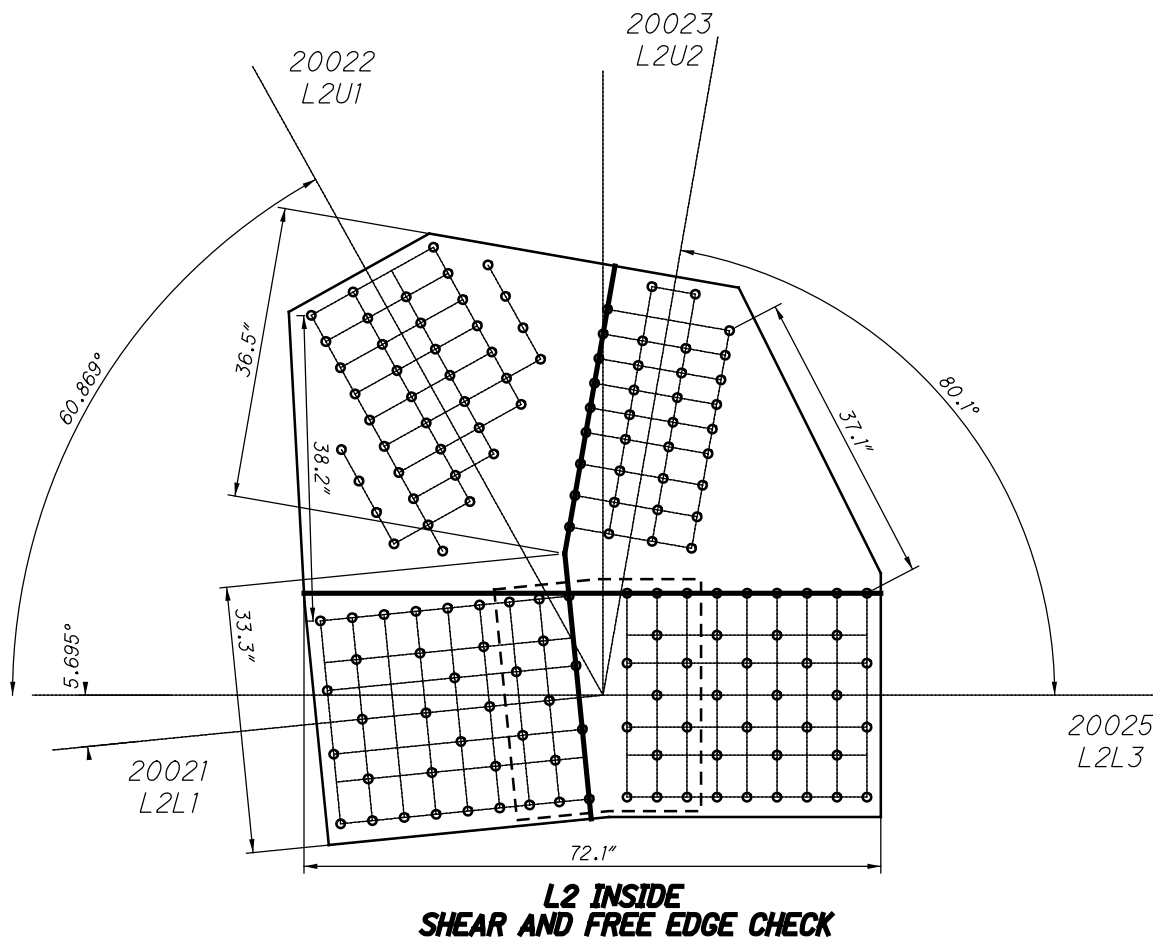 20023
L2U2
20022
L2U1
36.5"
60.869°
80.1°
37.1"
38.2"
33.3"
5.695°
20025
L2L3
20021
L2L1
72.1"
L2 INSIDE
SHEAR AND FREE EDGE CHECK